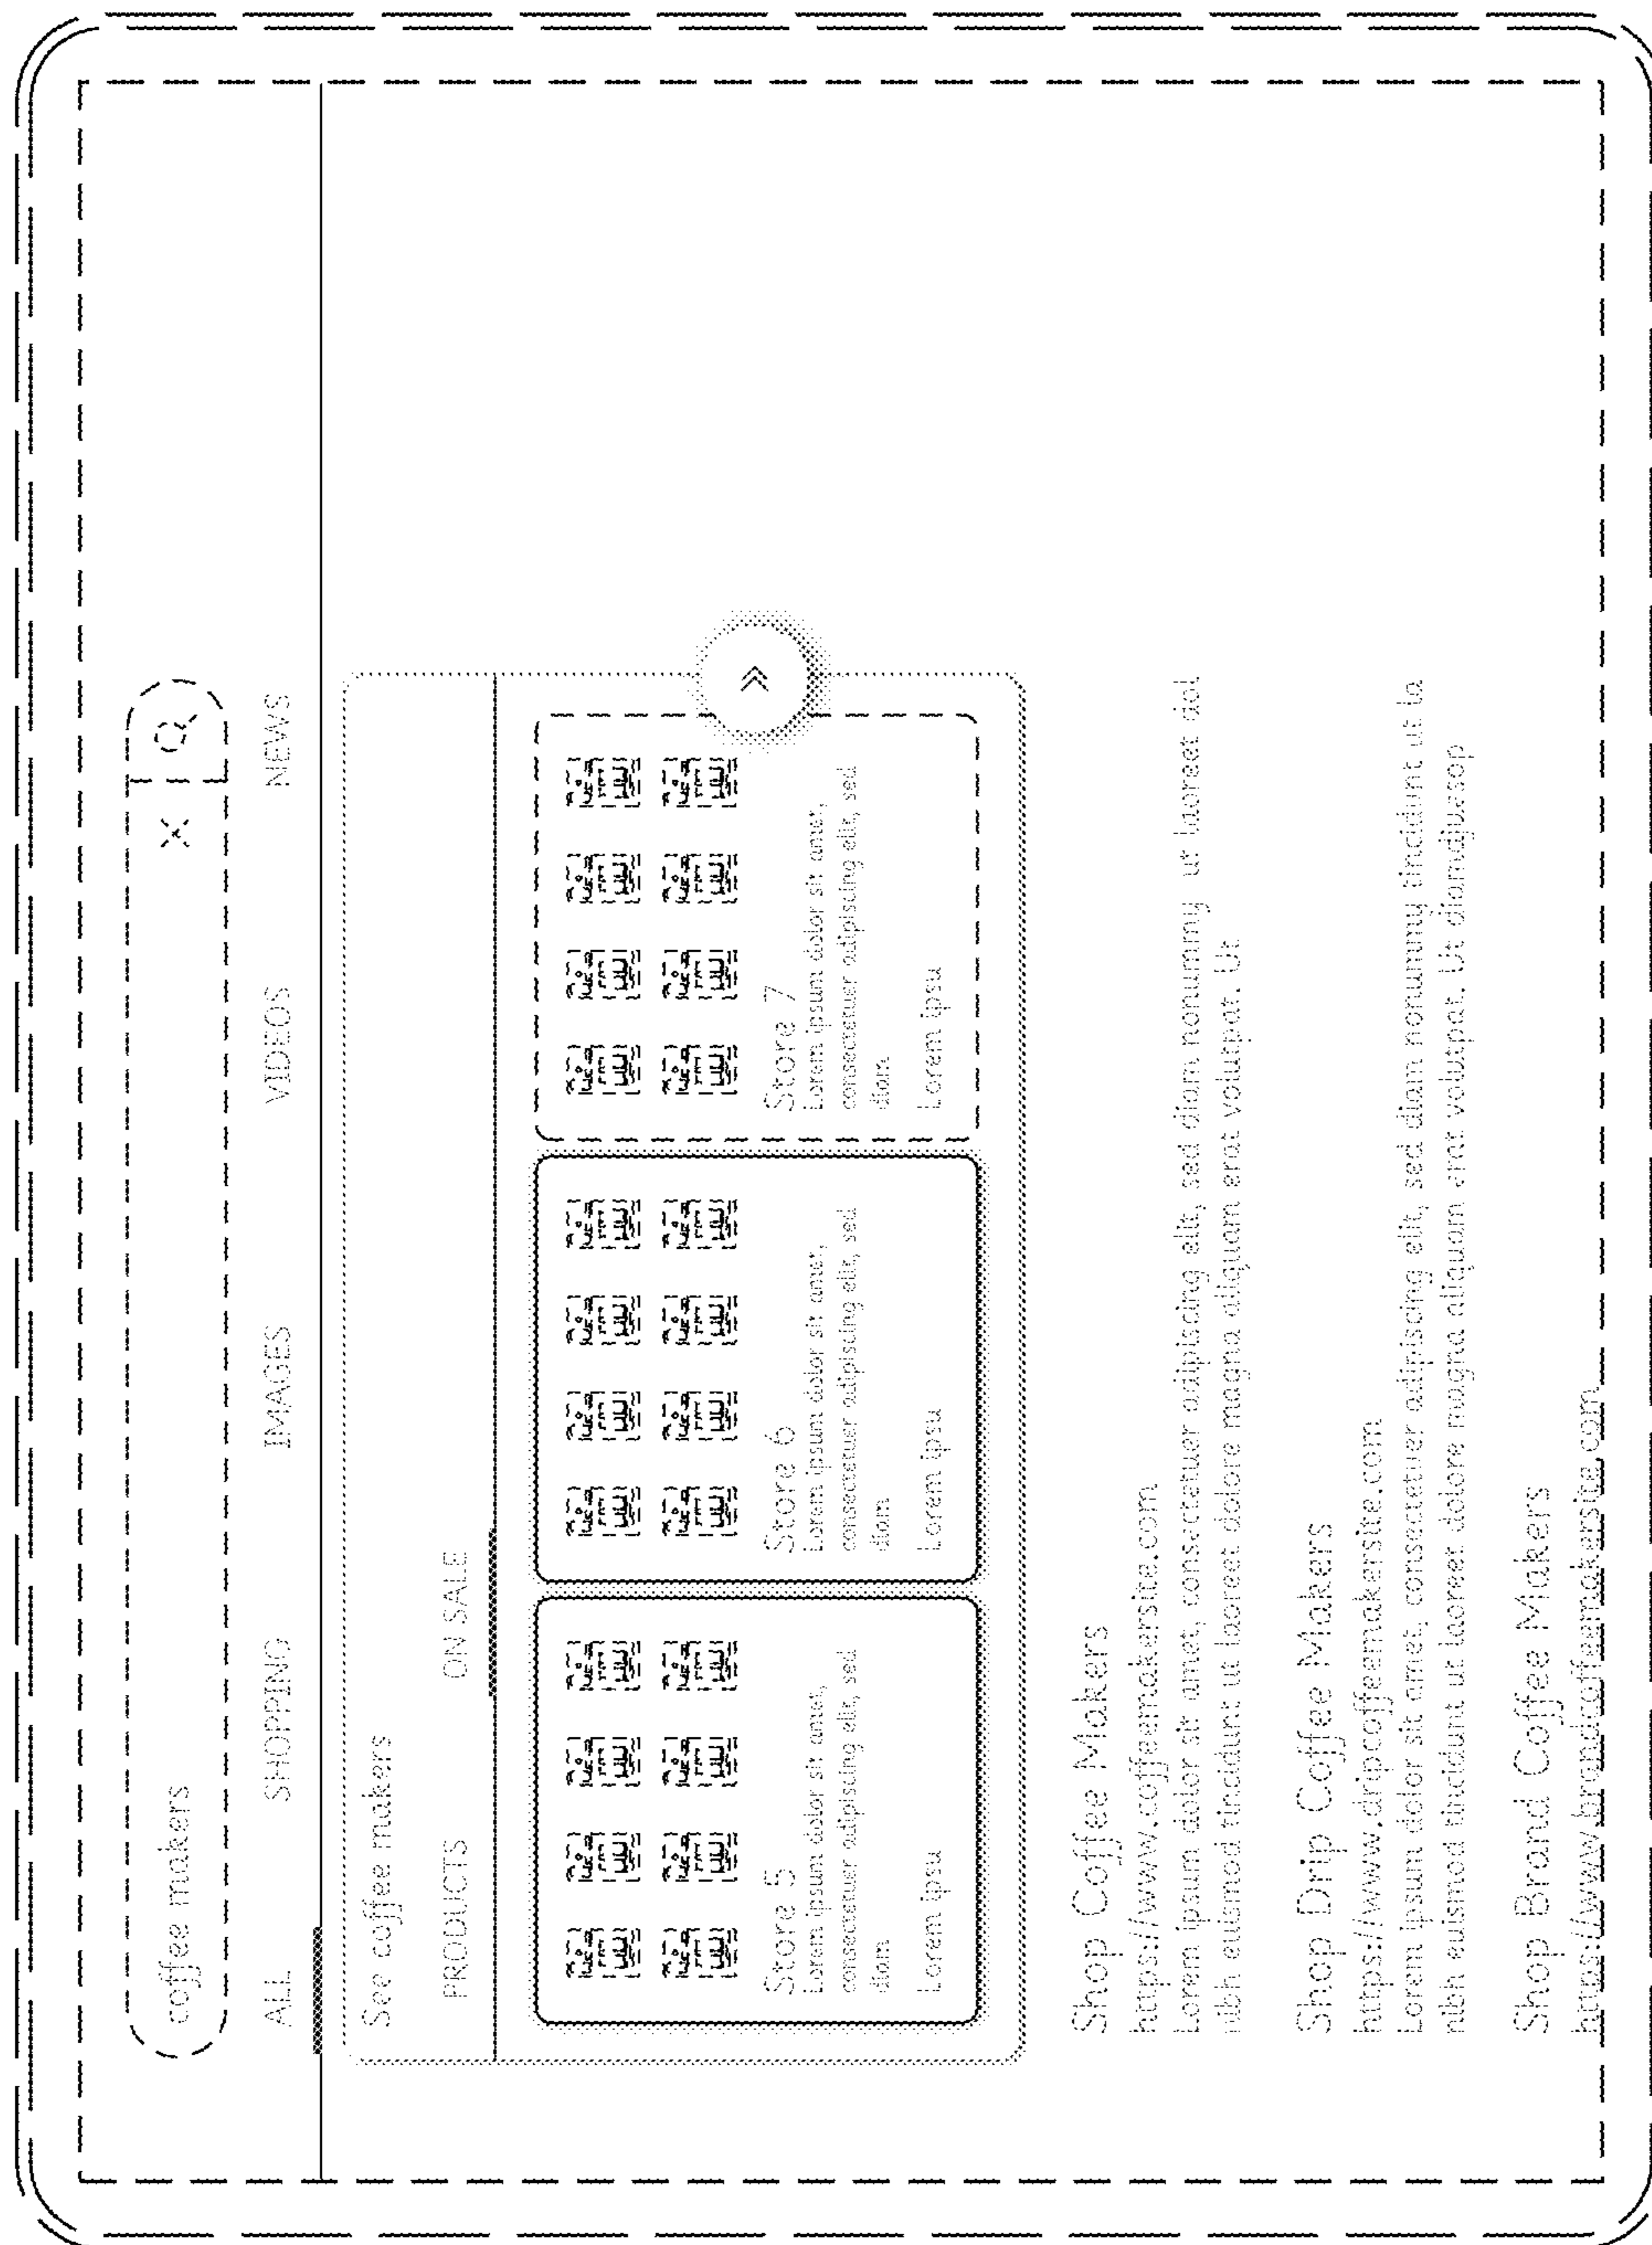 coffee makers
ALL SHOPPING IMAGES VIDEOS NEWS
See coffee makers
PRODUCTS ON SALE
Store 5
Lorem ipsum dolor sit amet,
consectetuer adipiscing elit, sed
diam
Lorem ipsu
Store 6
Lorem ipsum dolor sit amet,
consectetuer adipiscing elit, sed
diam
Lorem ipsu
Store 7
Lorem ipsum dolor sit amet,
consectetuer adipiscing elit, sed
diam
Lorem ipsu
Shop Coffee Makers
https://www.coffeemakersite.com
Lorem ipsum dolor sit amet, consectetuer adipiscing elit, sed diam nonummy ut laoreet dol
nibh euismod tincidunt ut laoreet dolore magna aliquam erat volutpat. Ut
Shop Drip Coffee Makers
https://www.dripcoffeemakersite.com
Lorem ipsum dolor sit amet, consectetuer adipiscing elit, sed diam nonummy tincidunt ut la
nibh euismod tincidunt ut laoreet dolore magna aliquam volutpat. Ut
Shop Brand Coffee Makers
https://www.brandcoffeemakersite.com